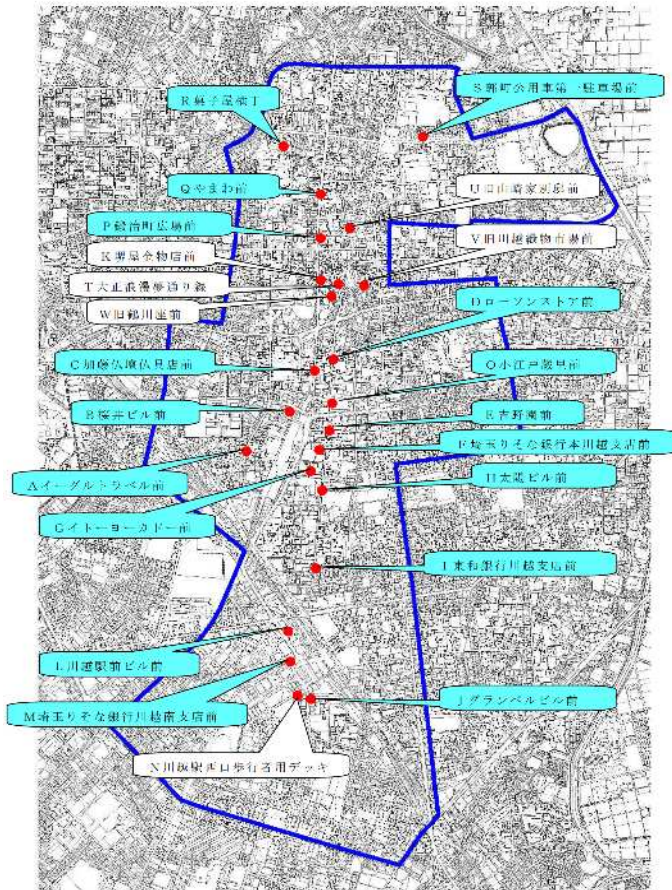 R菓子屋横丁
S郭町公用車第一駐車場前
Qやまわ前
U旧山崎家別邸前
P鍛冶町広場前
V旧川越織物市場前
K堺屋金物店前
T大正浪漫夢通り線
Dローソンストア前
W旧鶴川座前
C加藤仏壇仏具店前
O小江戸蔵里前
B桜井ビル前
E吉野園前
F埼玉りそな銀行本川越支店前
Aイーグルトラベル前
H太陽ビル前
Gイトーヨーカドー前
I東和銀行川越支店前
L川越駅前ビル前
M埼玉りそな銀行川越南支店前
Jグランベルビル前
N川越駅西口歩行者用デッキ